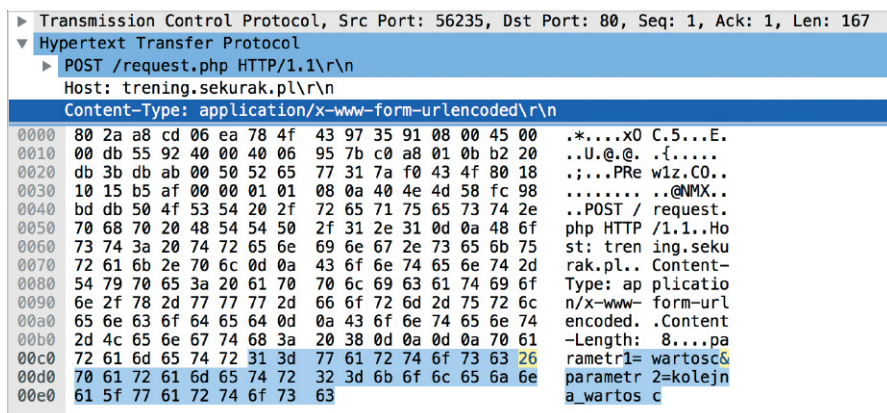 Transmission Control Protocol, Src Port: 56235, Dst Port: 80, Seq: 1, Ack: 1, Len: 167
Hypertext Transfer Protocol
POST /request.php HTTP/1.1\r\n
Host: trening.sekurak.pl\r\n
Content-Type: application/x-www-form-urlencoded\r\n
0000 80 2a a8 cd 06 ea 78 4f 43 97 35 91 08 00 45 00 .*....xO C.5...E.
0010 00 db 55 92 40 00 40 06 95 7b c0 a8 01 0b b2 20 ..U.@.@. .{.....
0020 db 3b db ab 00 50 52 65 77 31 7a f0 43 4f 80 18 .;...PRe w1z.CO..
0030 10 15 b5 af 00 00 01 01 08 0a 40 4e 4d 58 fc 98 ........ ..@NMX..
0040 bd db 50 4f 53 54 20 2f 72 65 71 75 65 73 74 2e ..POST / request.
0050 70 68 70 20 48 54 54 50 2f 31 2e 31 0d 0a 48 6f php HTTP /1.1..Ho
0060 73 74 3a 20 74 72 65 6e 69 6e 67 2e 73 65 6b 75 st: tren ing.seku
0070 72 61 6b 2e 70 6c 0d 0a 43 6f 6e 74 65 6e 74 2d rak.pl.. Content-
0080 54 79 70 65 3a 20 61 70 70 6c 69 63 61 74 69 6f Type: ap plicatio
0090 6e 2f 78 2d 77 77 77 2d 66 6f 72 6d 2d 75 72 6c n/x-www- form-url
00a0 65 6e 63 6f 64 65 64 0d 0a 43 6f 6e 74 65 6e 74 encoded. .Content
00b0 2d 4c 65 6e 67 74 68 3a 20 38 0d 0a 0d 0a 70 61 -Length: 8....pa
00c0 72 61 6d 65 74 72 31 3d 77 61 72 74 6f 73 63 26 rametr1= wartosc&
00d0 70 61 72 61 6d 65 74 72 32 3d 6b 6f 6c 65 6a 6e parametr 2=kolejn
00e0 61 5f 77 61 72 74 6f 73 63 a_wartos c